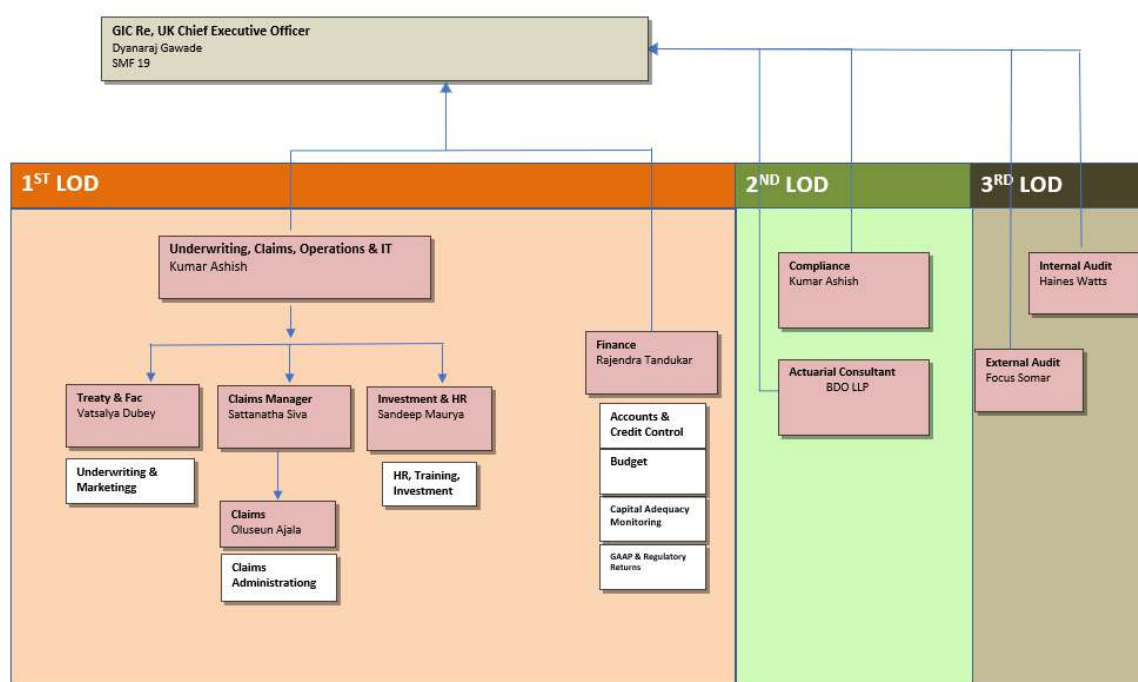 GIC Re, UK Chief Executive Officer
Dyanaraj Gawade
SMF 19
1ST LOD
2ND LOD
3RD LOD
Underwriting, Claims, Operations & IT
Kumar Ashish
Compliance
Kumar Ashish
Internal Audit
Haines Watts
Finance
Rajendra Tandukar
Actuarial Consultant
BDO LLP
External Audit
Focus Somar
Treaty & Fac
Vatsalya Dubey
Claims Manager
Sattanatha Siva
Investment & HR
Sandeep Maurya
Accounts &
Credit Control
Underwriting &
Marketingg
HR, Training,
Investment
Budget
Claims
Oluseun Ajala
Capital Adequacy
Monitoring
Claims
Administrationg
GAAP & Regulatory
Returns